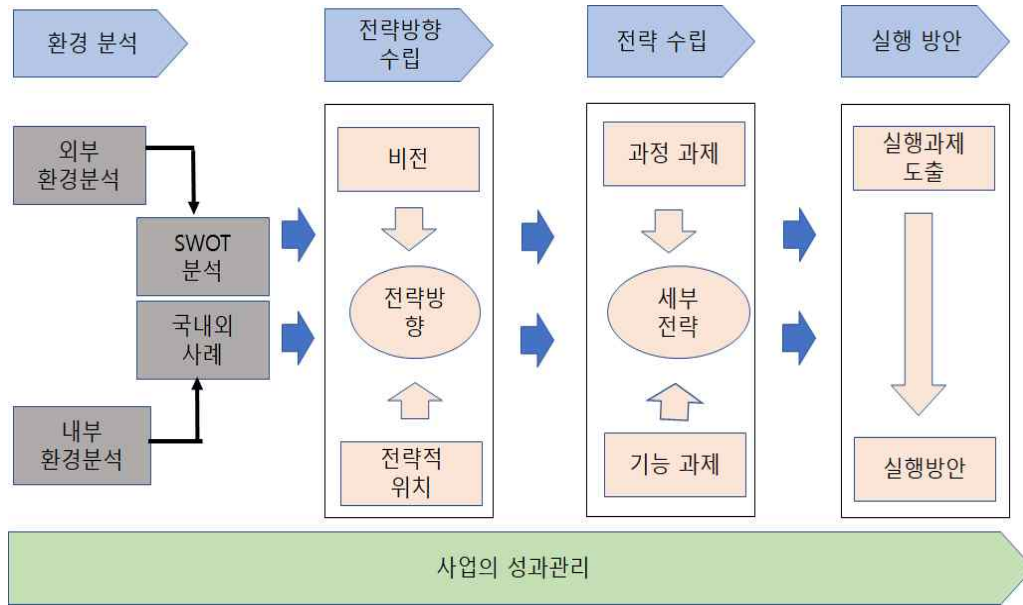 환경 분석
전략방향
수립
전략 수립
실행 방안
외부
환경분석
SWOT
분석
국내외
사례
내부
환경분석
비전
전략방
향
전략적
위치
과정 과제
세부
전략
기능 과제
실행과제
도출
실행방안
사업의 성과관리